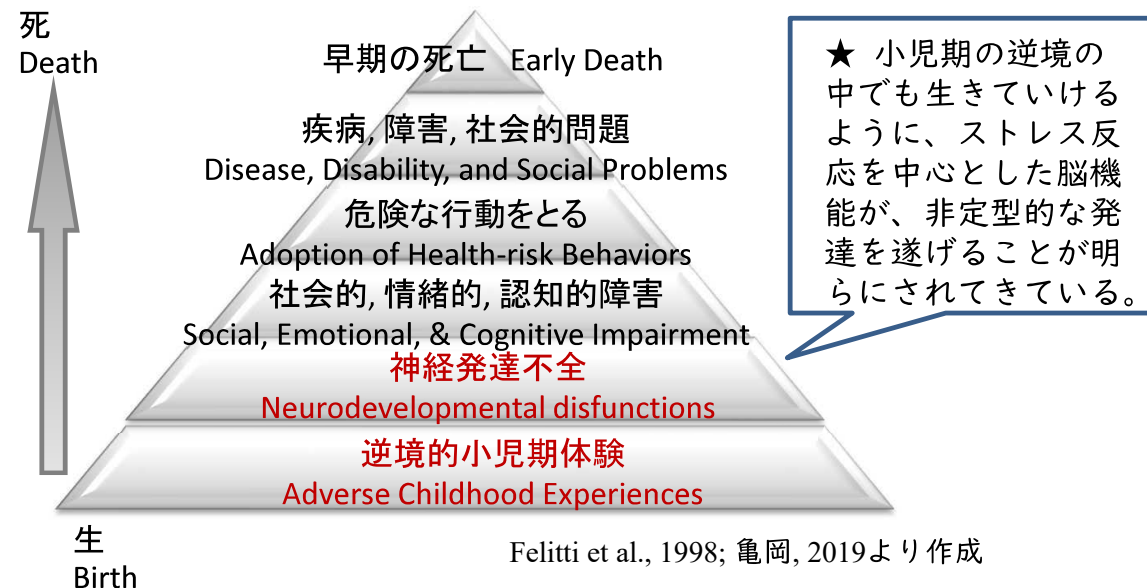 死
Death
早期の死亡 Early Death
疾病, 障害, 社会的問題
Disease, Disability, and Social Problems
危険な行動をとる
Adoption of Health-risk Behaviors
社会的, 情緒的, 認知的障害
Social, Emotional, & Cognitive Impairment
神経発達不全
Neurodevelopmental disfunctions
逆境的小児期体験
Adverse Childhood Experiences
生
Birth
★ 小児期の逆境の
中でも生きていける
ように、ストレス反
応を中心とした脳機
能が、非定型的な発
達を遂げることが明
らにされてきている。
Felitti et al., 1998; 亀岡, 2019より作成